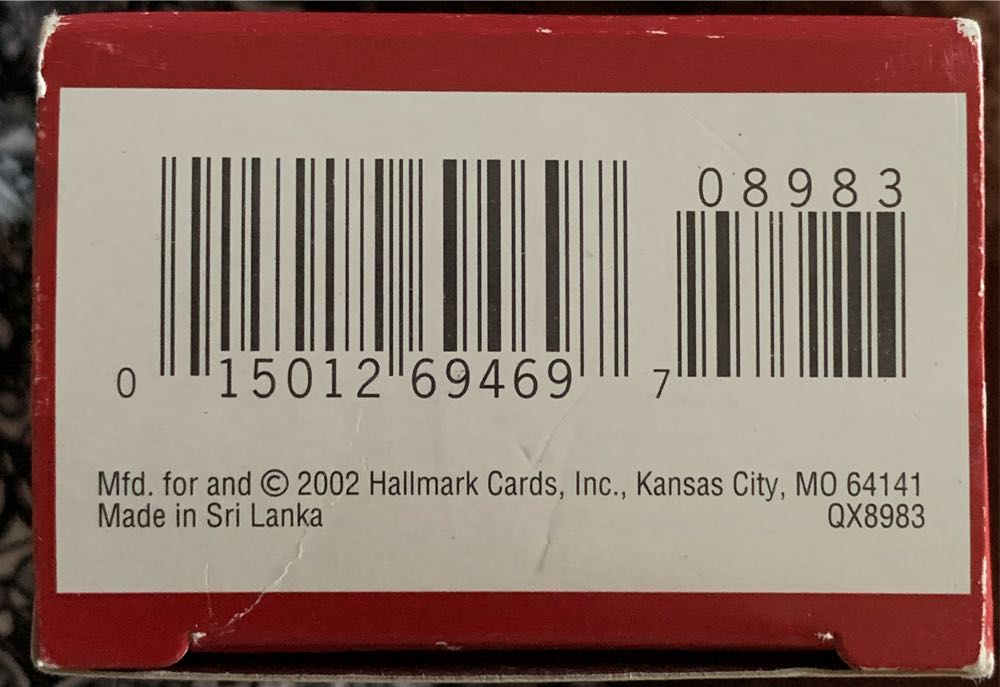 08983
0 15012 69469 7
Mfd. for and © 2002 Hallmark Cards, Inc., Kansas City, MO 64141
Made in Sri Lanka QX8983